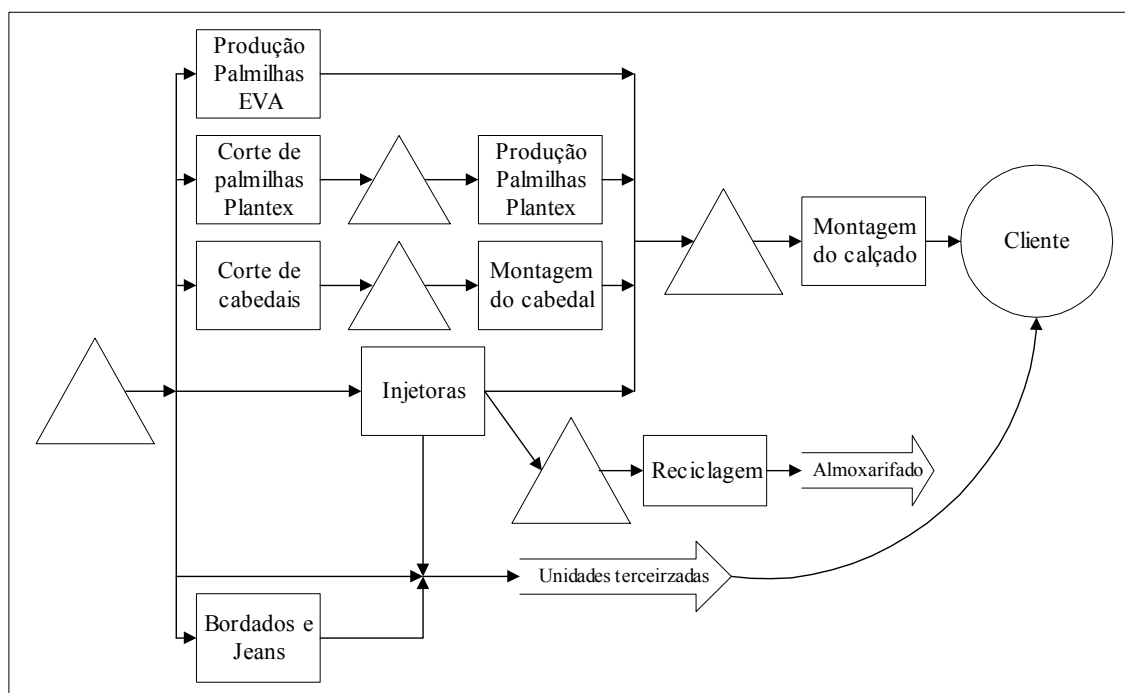 Produção
Palmilhas
EVA
Corte de
palmilhas
Plantex
Produção
Palmilhas
Plantex
Corte de
cabedais
Montagem
do cabedal
Montagem
do calçado
Cliente
Injetoras
Reciclagem
Almoxarifado
Unidades terceirzadas
Bordados e
Jeans